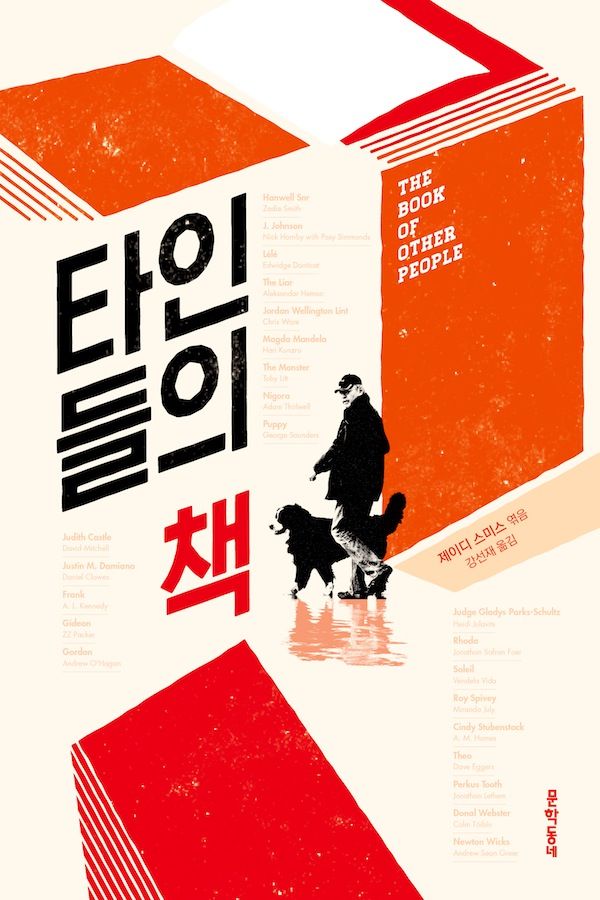 THE
BOOK
OF
OTHER
PEOPLE
타인
들의
책
Hanwell Snr
Zadie Smith
J. Johnson
Nick Hornby with Posy Simmonds
Lélé
Edwidge Danticat
The Liar
Aleksandar Hemon
Jordan Wellington Lint
Chris Ware
Magda Mandela
Hari Kunzru
The Monster
Toby Litt
Nigora
Adam Thirlwell
Puppy
George Saunders
제이디 스미스 엮음
강선재 옮김
Judith Castle
David Mitchell
Justin M. Damiano
Daniel Clowes
Frank
A. L. Kennedy
Gideon
ZZ Packer
Gordon
Andrew O'Hagan
Judge Gladys Parks-Schultz
Heidi Julavits
Rhoda
Jonathan Safran Foer
Soleil
Vendela Vida
Roy Spivey
Miranda July
Cindy Stubenstock
A. M. Homes
Theo
Dave Eggers
Perkus Tooth
Jonathan Lethem
Donal Webster
Colm Tóibín
Newton Wicks
Andrew Sean Greer
문학동네